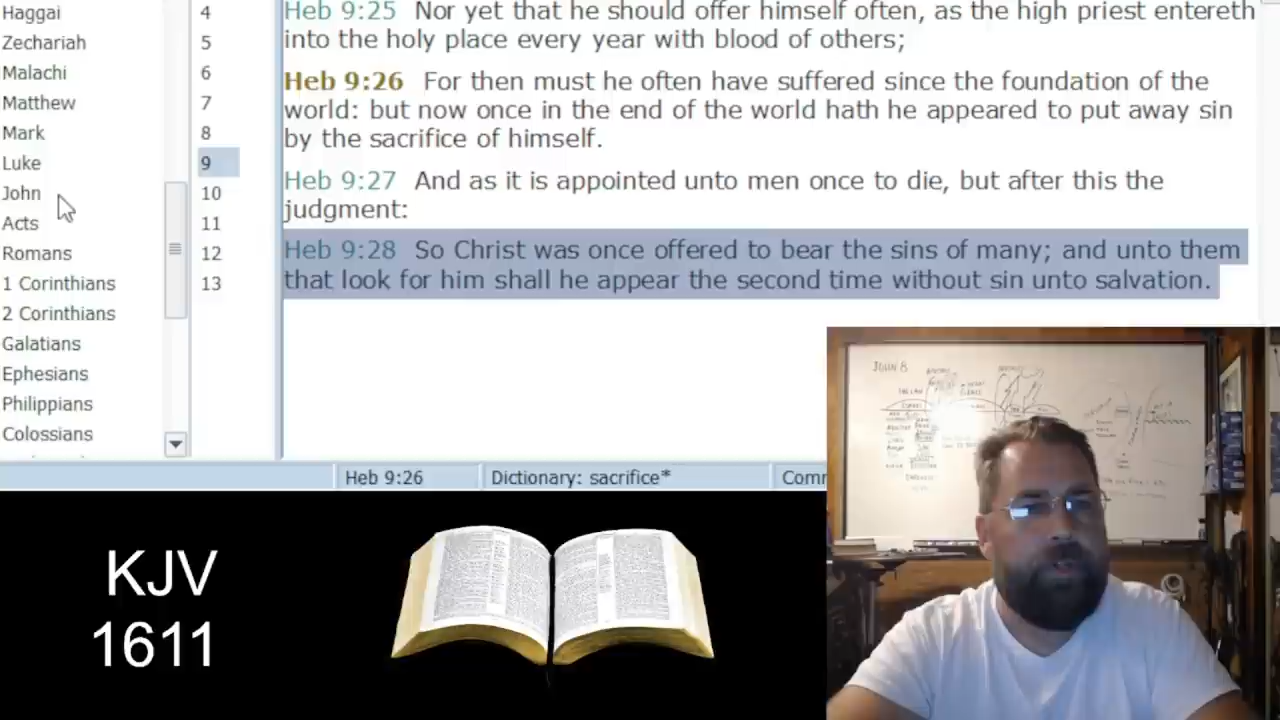 Haggai
Zechariah
Malachi
Matthew
Mark
Luke
John
Acts
Romans
1 Corinthians
2 Corinthians
Galatians
Ephesians
Philippians
Colossians
4
5
6
7
8
9
10
11
12
13
Heb 9:25 Nor yet that he should offer himself often, as the high priest entereth
into the holy place every year with blood of others;
Heb 9:26 For then must he often have suffered since the foundation of the
world: but now once in the end of the world hath he appeared to put away sin
by the sacrifice of himself.
Heb 9:27 And as it is appointed unto men once to die, but after this the
judgment:
Heb 9:28 So Christ was once offered to bear the sins of many; and unto them
that look for him shall he appear the second time without sin unto salvation.
Heb 9:26
Dictionary: sacrifice*
Comm
KJV
1611
JOHN 8